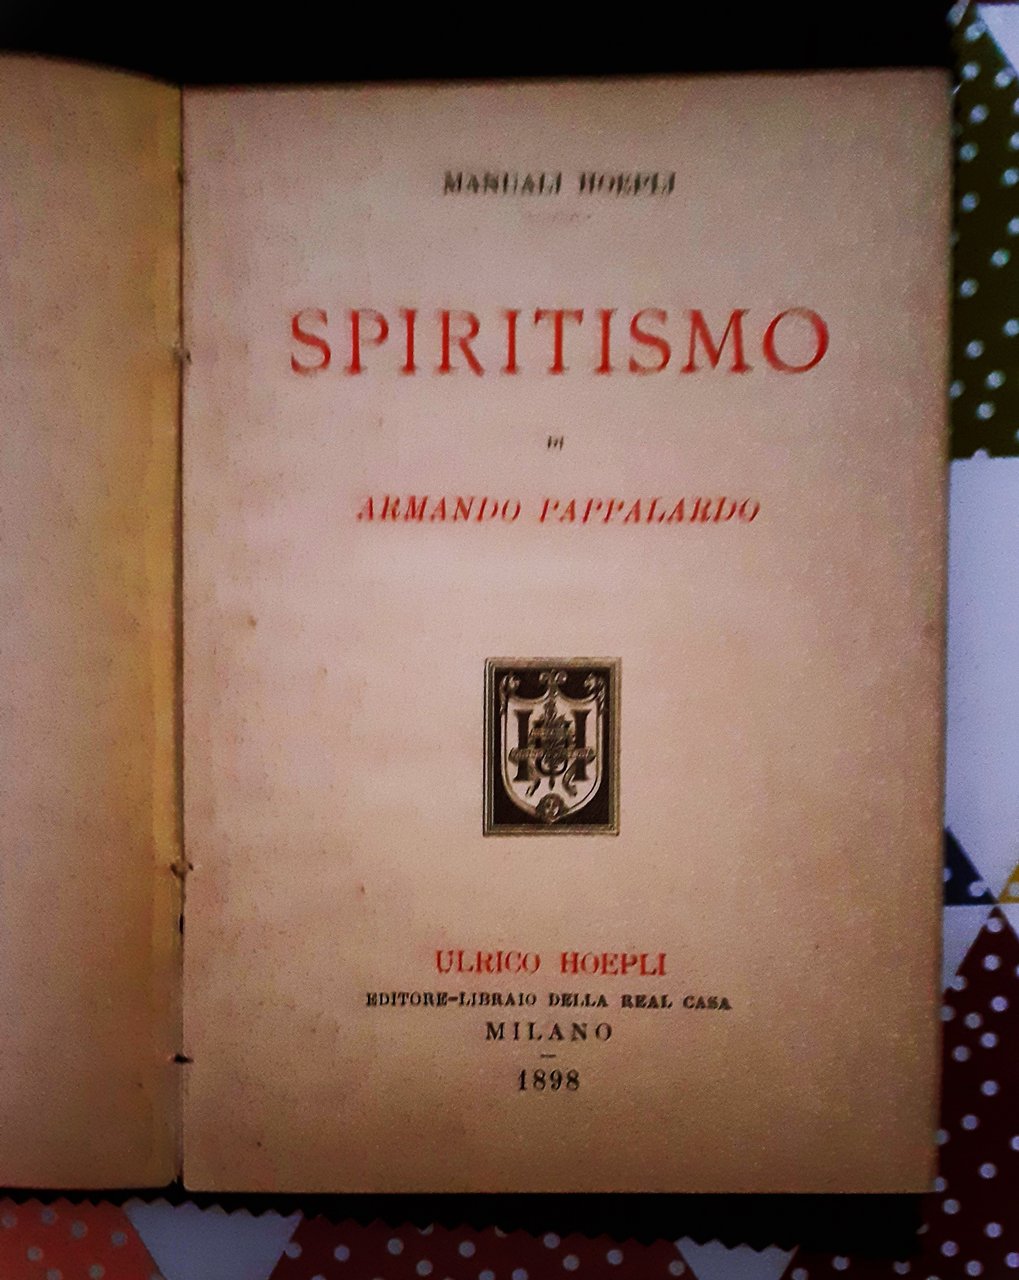 MANUALI HOEPLI
SPIRITISMO
DI
ARMANDO PAPPALARDO
ULRICO HOEPLI
EDITORE-LIBRAIO DELLA REAL CASA
MILANO
1898